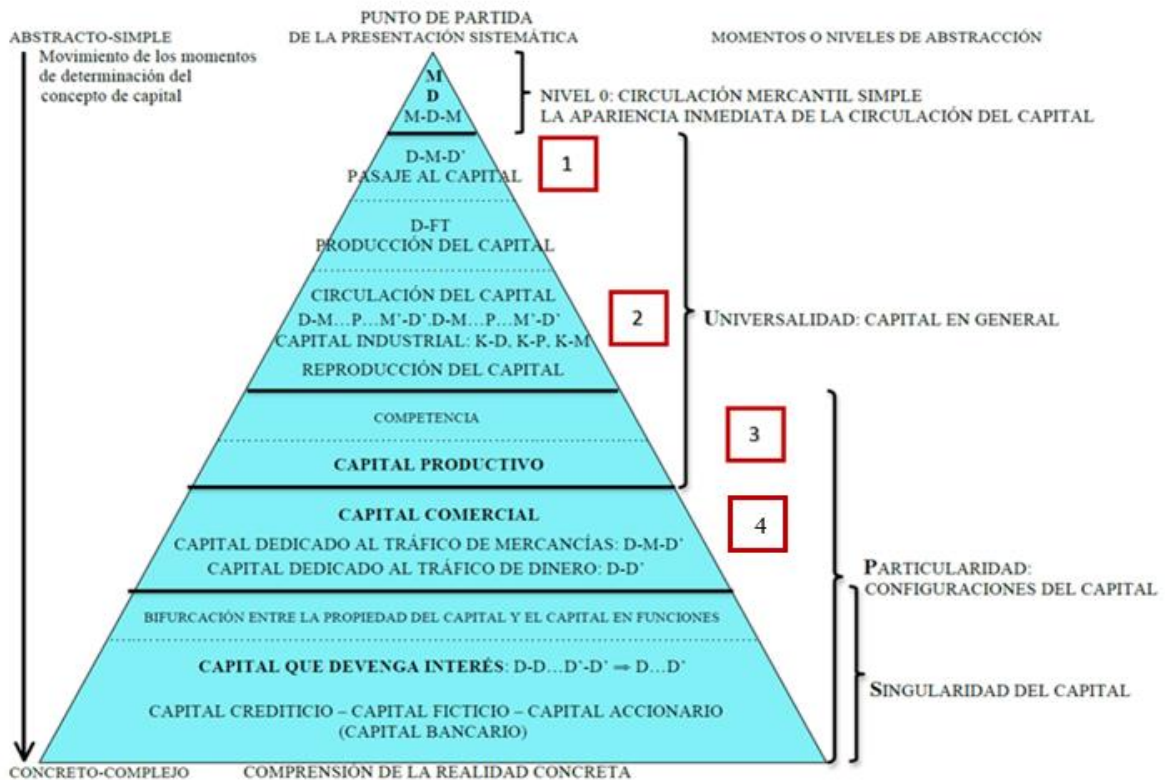 PUNTO DE PARTIDA
DE LA PRESENTACIÓN SISTEMÁTICA
ABSTRACTO-SIMPLE
Movimiento de los momentos
de determinación del
concepto de capital
MOMENTOS O NIVELES DE ABSTRACCIÓN
M
D
M-D-M
NIVEL 0: CIRCULACIÓN MERCANTIL SIMPLE
LA APARIENCIA INMEDIATA DE LA CIRCULACIÓN DEL CAPITAL
D-M-D`
PASAJE AL CAPITAL
1
D-FT
PRODUCCIÓN DEL CAPITAL
CIRCULACIÓN DEL CAPITAL
D-M…P…M`-D`.D-M…P…M`-D`
CAPITAL INDUSTRIAL: K-D, K-P, K-M
REPRODUCCIÓN DEL CAPITAL
2
UNIVERSALIDAD: CAPITAL EN GENERAL
COMPETENCIA
CAPITAL PRODUCTIVO
3
CAPITAL COMERCIAL
CAPITAL DEDICADO AL TRÁFICO DE MERCANCÍAS: D-M-D`
CAPITAL DEDICADO AL TRÁFICO DE DINERO: D-D`
4
PARTICULARIDAD:
CONFIGURACIONES DEL CAPITAL
BIFURCACIÓN ENTRE LA PROPIEDAD DEL CAPITAL Y EL CAPITAL EN FUNCIONES
CAPITAL QUE DEVENGA INTERÉS: D-D…D`-D` ⇒ D…D`
CAPITAL CREDITICIO – CAPITAL FICTICIO – CAPITAL ACCIONARIO
(CAPITAL BANCARIO)
SINGULARIDAD DEL CAPITAL
CONCRETO-COMPLEJO
COMPRENSIÓN DE LA REALIDAD CONCRETA